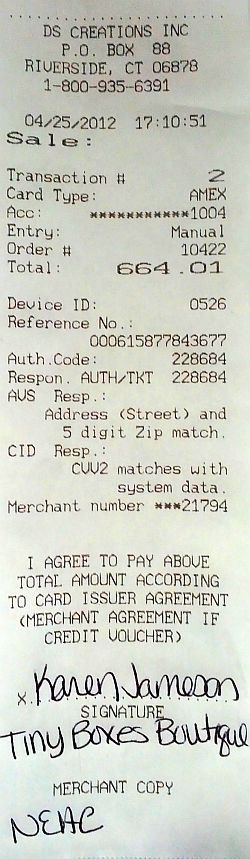 DS CREATIONS INC
P.O. BOX 88
RIVERSIDE, CT 06878
1-800-935-6391
04/25/2012 17:10:51
Sale:
Transaction # 2
Card Type: AMEX
Acc: ***********1004
Entry: Manual
Order # 10422
Total: 664.01
Device ID: 0526
Reference No.:
000615877843677
Auth.Code: 228684
Respon. AUTH/TKT 228684
AVS Resp.:
Address (Street) and
5 digit Zip match.
CID Resp.:
CVV2 matches with
system data.
Merchant number ***21794
I AGREE TO PAY ABOVE
TOTAL AMOUNT ACCORDING
TO CARD ISSUER AGREEMENT
(MERCHANT AGREEMENT IF
CREDIT VOUCHER)
x Karen Jameson
SIGNATURE
Tiny Boxes Boutique
MERCHANT COPY
NEAC